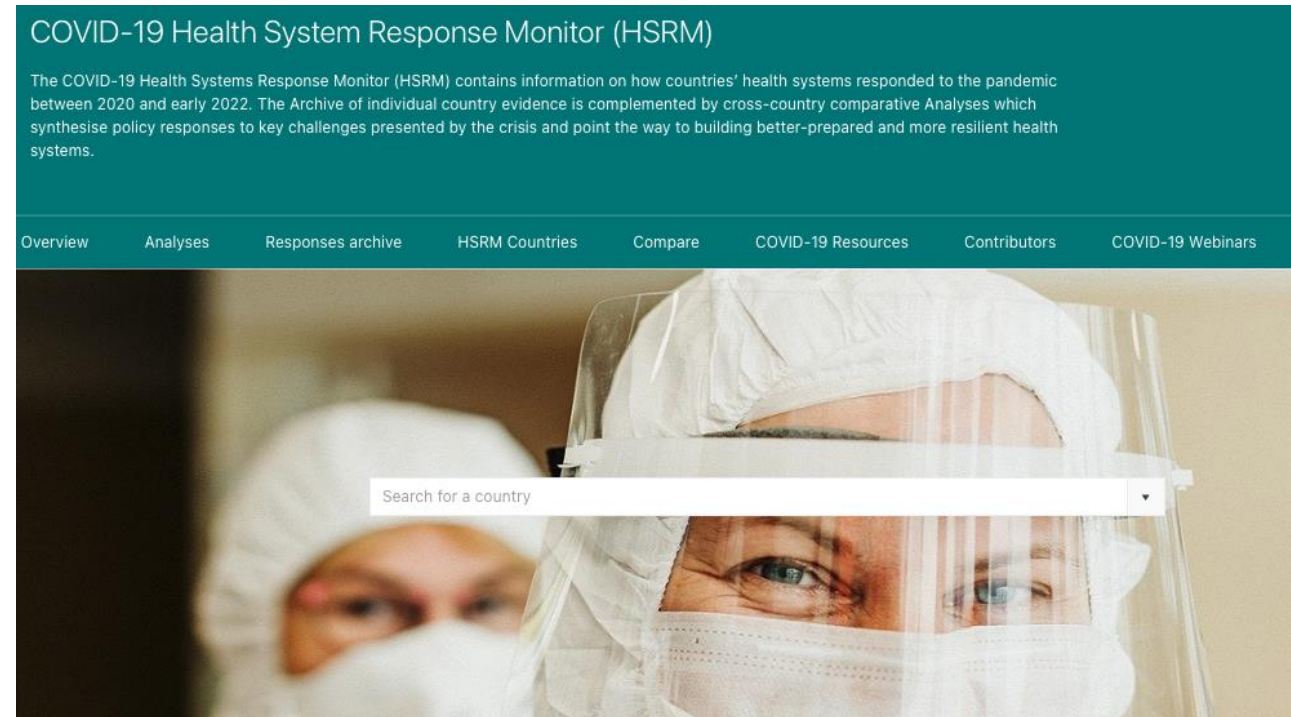 COVID-19 Health System Response Monitor (HSRM)
The COVID-19 Health Systems Response Monitor (HSRM) contains information on how countries' health systems responded to the pandemic
between 2020 and early 2022. The Archive of individual country evidence is complemented by cross-country comparative Analyses which
synthesise policy responses to key challenges presented by the crisis and point the way to building better-prepared and more resilient health
systems.
Overview Analyses Responses archive HSRM Countries Compare COVID-19 Resources Contributors COVID-19 Webinars
Search for a country